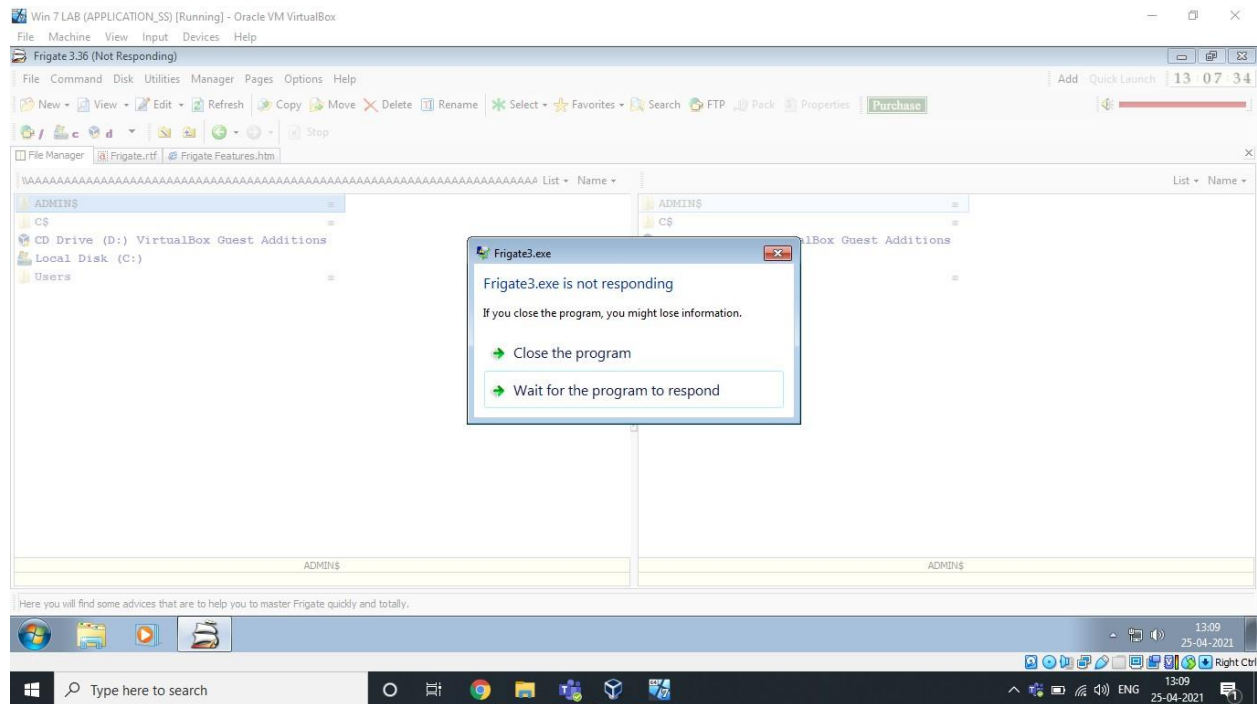 Win 7 LAB (APPLICATION_SS) [Running] - Oracle VM VirtualBox
File Machine View Input Devices Help
Frigate 3.36 (Not Responding)
File Command Disk Utilities Manager Pages Options Help Add Quick Launch 13:07:34
New View Edit Refresh Copy Move Delete Rename Select Favorites Search FTP Pack Properties Purchase
/ c d Stop
File Manager Frigate.rtf Frigate Features.htm
List Name List Name
ADMIN$ ADMIN$
C$ C$
CD Drive (D:) VirtualBox Guest Additions alBox Guest Additions
Local Disk (C:)
Users
Frigate3.exe
Frigate3.exe is not responding
If you close the program, you might lose information.
Close the program
Wait for the program to respond
ADMIN$ ADMIN$
Here you will find some advices that are to help you to master Frigate quickly and totally.
13:09
25-04-2021
Right Ctrl
Type here to search ENG 13:09
25-04-2021